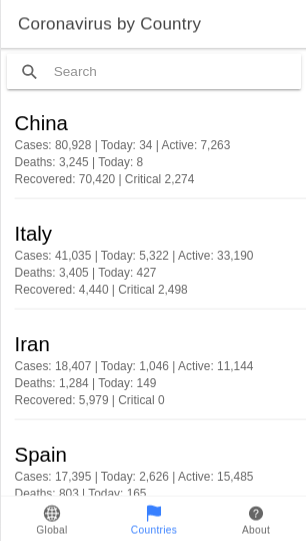 Coronavirus by Country
Search
China
Cases: 80,928 | Today: 34 | Active: 7,263
Deaths: 3,245 | Today: 8
Recovered: 70,420 | Critical 2,274
Italy
Cases: 41,035 | Today: 5,322 | Active: 33,190
Deaths: 3,405 | Today: 427
Recovered: 4,440 | Critical 2,498
Iran
Cases: 18,407 | Today: 1,046 | Active: 11,144
Deaths: 1,284 | Today: 149
Recovered: 5,979 | Critical 0
Spain
Cases: 17,395 | Today: 2,626 | Active: 15,485
Deaths: 803 | Today: 165
Global
Countries
About